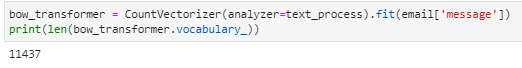 bow_transformer = CountVectorizer(analyzer=text_process).fit(email['message'])
print(len(bow_transformer.vocabulary_))
11437